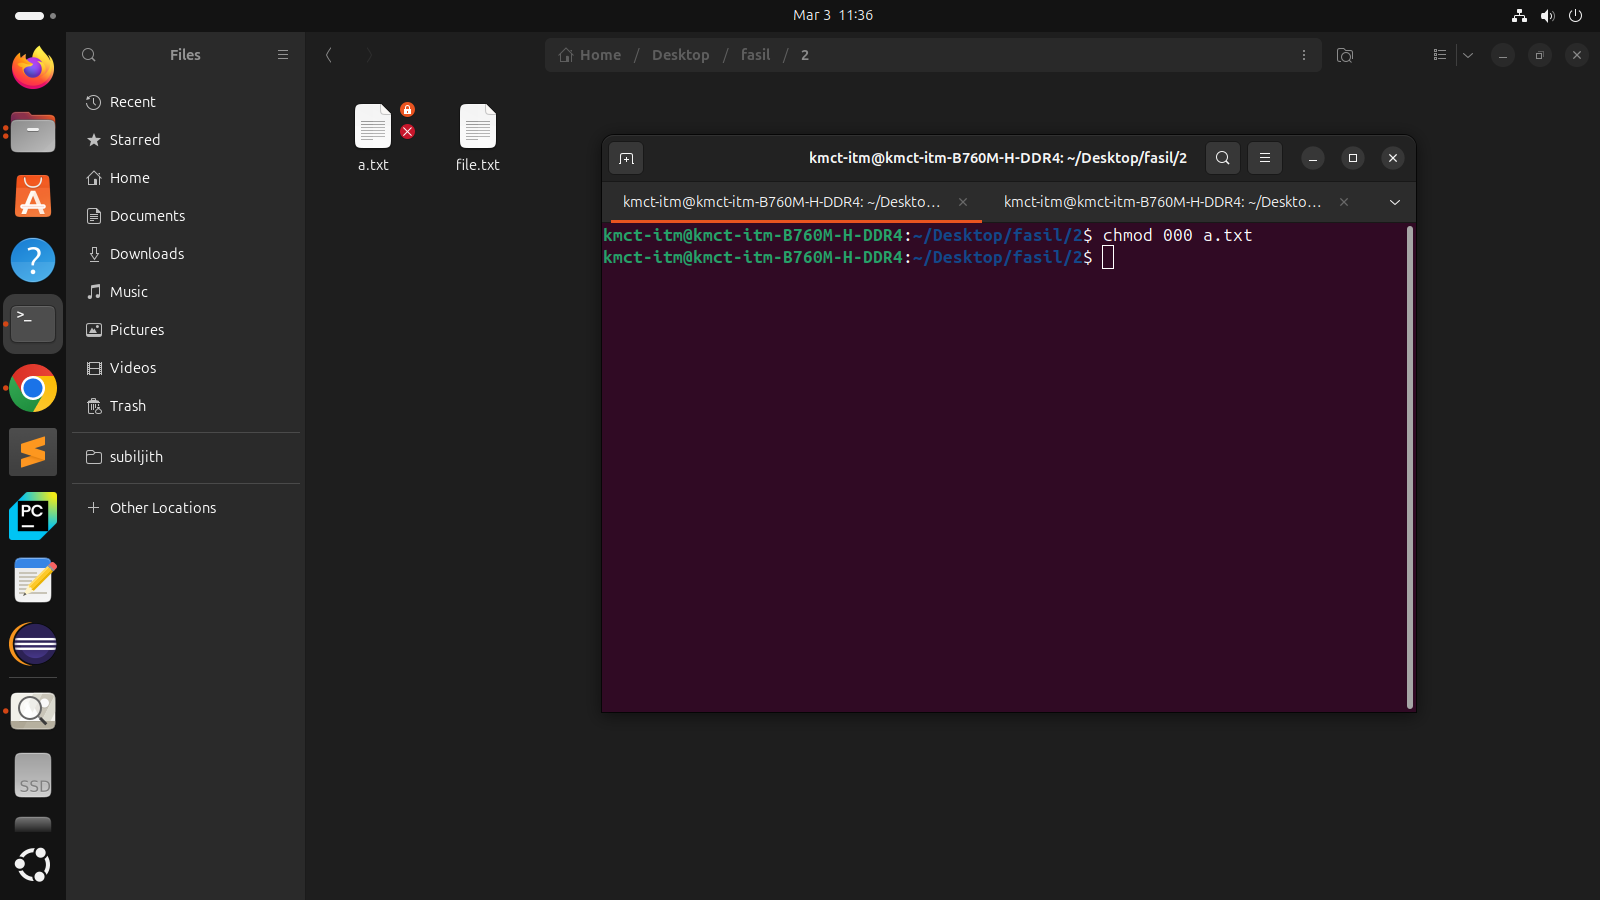 Mar 3 11:36
Files
Home / Desktop / fasil / 2
Recent
Starred
Home
Documents
Downloads
Music
Pictures
Videos
Trash
subiljith
Other Locations
a.txt
file.txt
kmct-itm@kmct-itm-B760M-H-DDR4: ~/Desktop/fasil/2
kmct-itm@kmct-itm-B760M-H-DDR4: ~/Deskto... kmct-itm@kmct-itm-B760M-H-DDR4: ~/Deskto...
kmct-itm@kmct-itm-B760M-H-DDR4:~/Desktop/fasil/2$ chmod 000 a.txt
kmct-itm@kmct-itm-B760M-H-DDR4:~/Desktop/fasil/2$
?
>_
PC
SSD